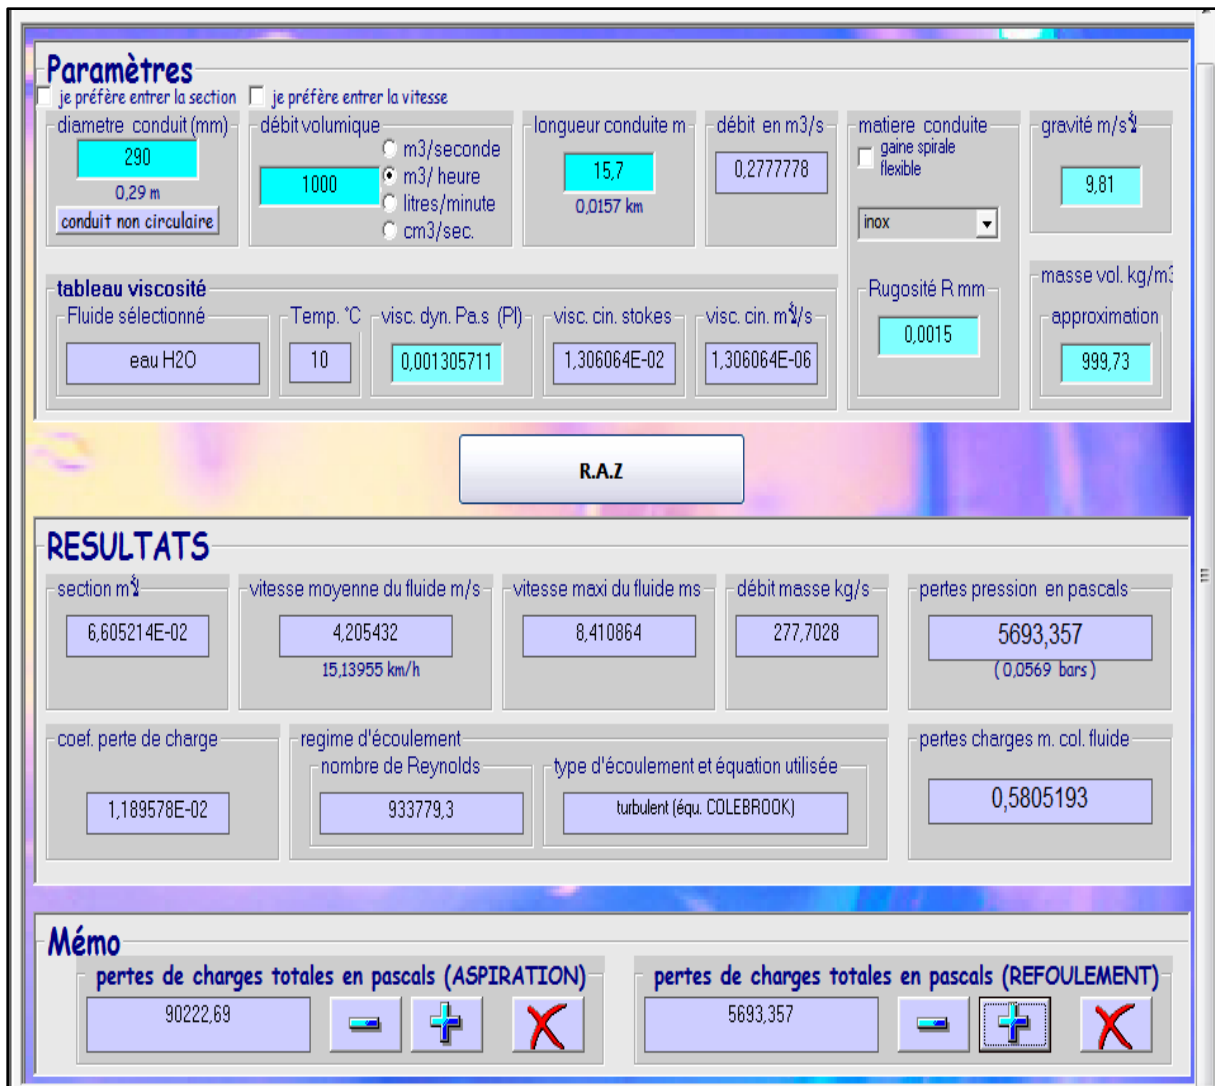 Paramètres
je préfère entrer la section je préfère entrer la vitesse
diametre conduit (mm)
290
0,29 m
conduit non circulaire
débit volumique
1000
m3/seconde
m3/ heure
litres/minute
cm3/sec.
longueur conduite m
15,7
0,0157 km
débit en m3/s
0,2777778
matiere conduite
gaine spirale
flexible
inox
Rugosité R mm
0,0015
gravité m/s²
9,81
masse vol. kg/m3
approximation
999,73
tableau viscosité
Fluide sélectionné
eau H2O
Temp. °C
10
visc. dyn. Pa.s (Pl)
0,001305711
visc. cin. stokes
1,306064E-02
visc. cin. m²/s
1,306064E-06
R.A.Z
RESULTATS
section m²
6,605214E-02
vitesse moyenne du fluide m/s
4,205432
15,13955 km/h
vitesse maxi du fluide ms
8,410864
débit masse kg/s
277,7028
pertes pression en pascals
5693,357
( 0,0569 bars )
coef. perte de charge
1,189578E-02
regime d'écoulement
nombre de Reynolds
933779,3
type d'écoulement et équation utilisée
turbulent (équ. COLEBROOK)
pertes charges m. col. fluide
0,5805193
Mémo
pertes de charges totales en pascals (ASPIRATION)
90222,69
pertes de charges totales en pascals (REFOULEMENT)
5693,357